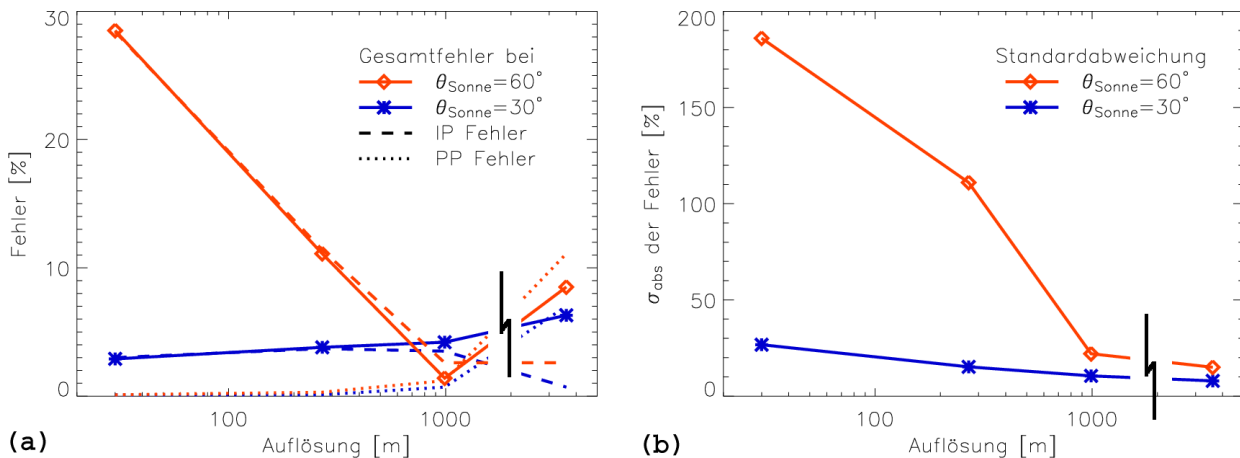 30
20
10
0
Fehler [%]
Gesamtfehler bei
θSonne=60°
θSonne=30°
IP Fehler
PP Fehler
100
1000
Auflösung [m]
(a)
200
150
100
50
0
σabs der Fehler [%]
Standardabweichung
θSonne=60°
θSonne=30°
100
1000
Auflösung [m]
(b)